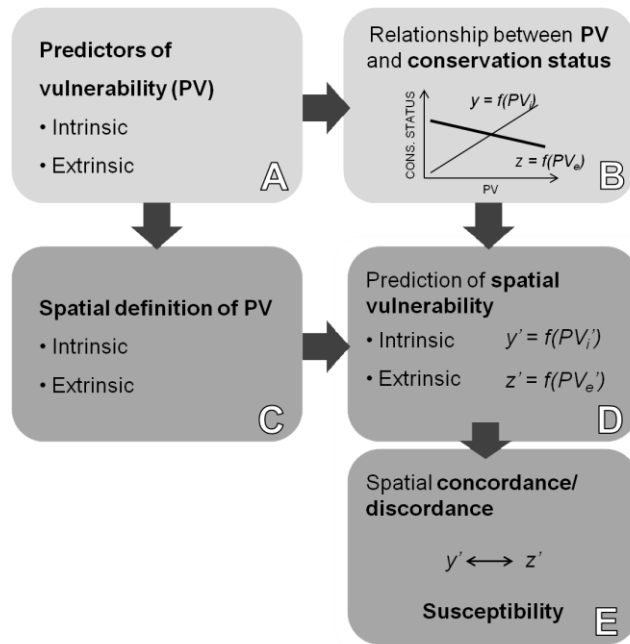 Predictors of
vulnerability (PV)
• Intrinsic
• Extrinsic
A
Relationship between PV
and conservation status
CONS. STATUS
y = f(PVi)
z = f(PVe)
PV
B
Spatial definition of PV
• Intrinsic
• Extrinsic
C
Prediction of spatial
vulnerability
• Intrinsic y' = f(PVi')
• Extrinsic z' = f(PVe')
D
Spatial concordance/
discordance
y' ⟷ z'
Susceptibility
E